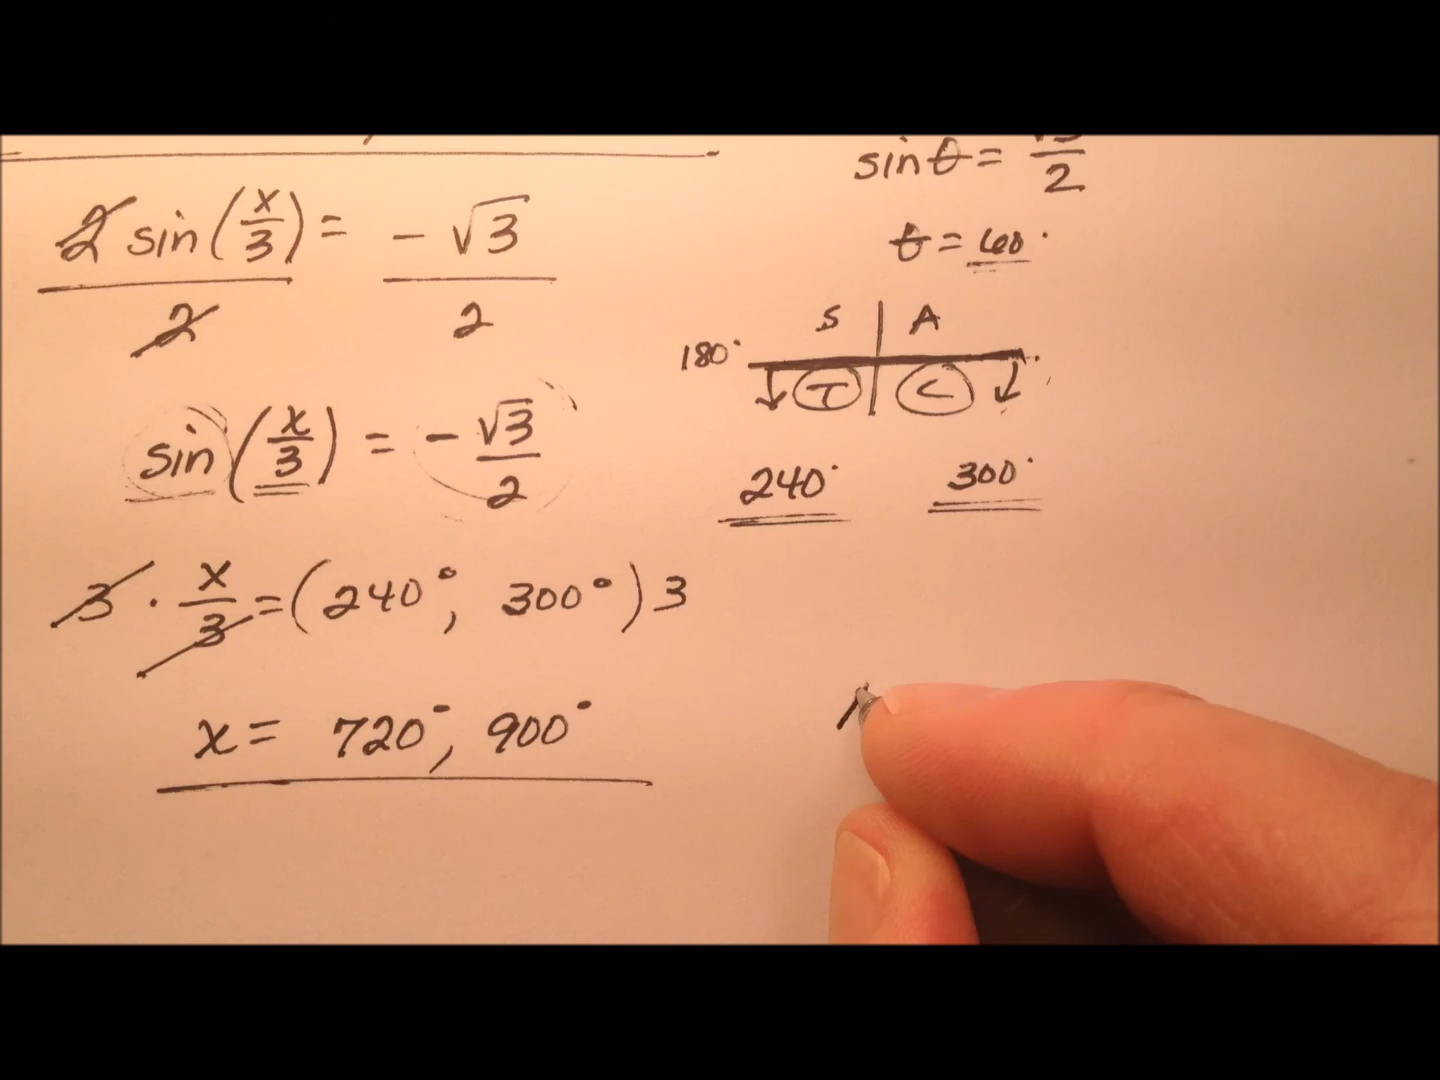 2 sin(x/3) = -√3
2 2
sin(x/3) = -√3/2
3 · x/3 = (240°, 300°)3
x = 720°, 900°
sin θ = √3/2
θ = 60°
S A
180°
T C
240° 300°